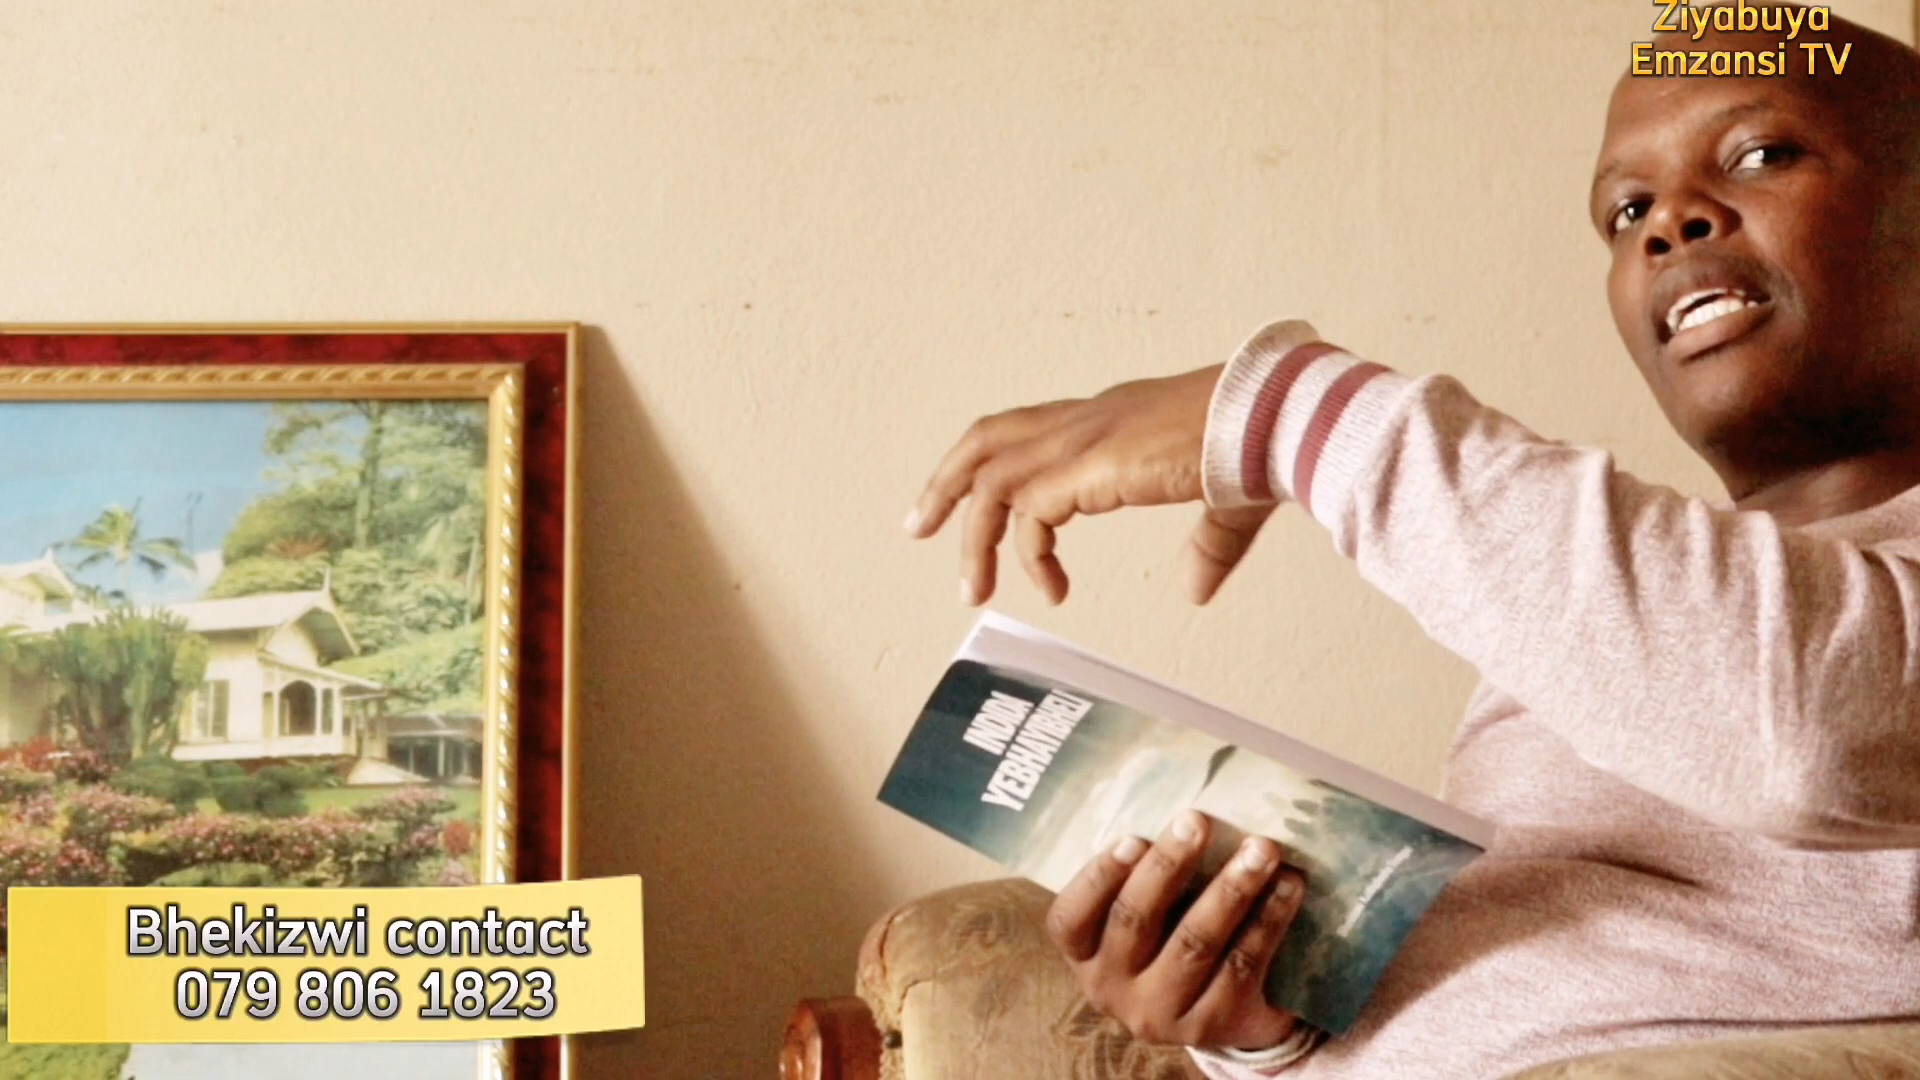 Ziyabuya
Emzansi TV
INDIDA
YEBHAYIBHELI
Bhekizwi contact
079 806 1823